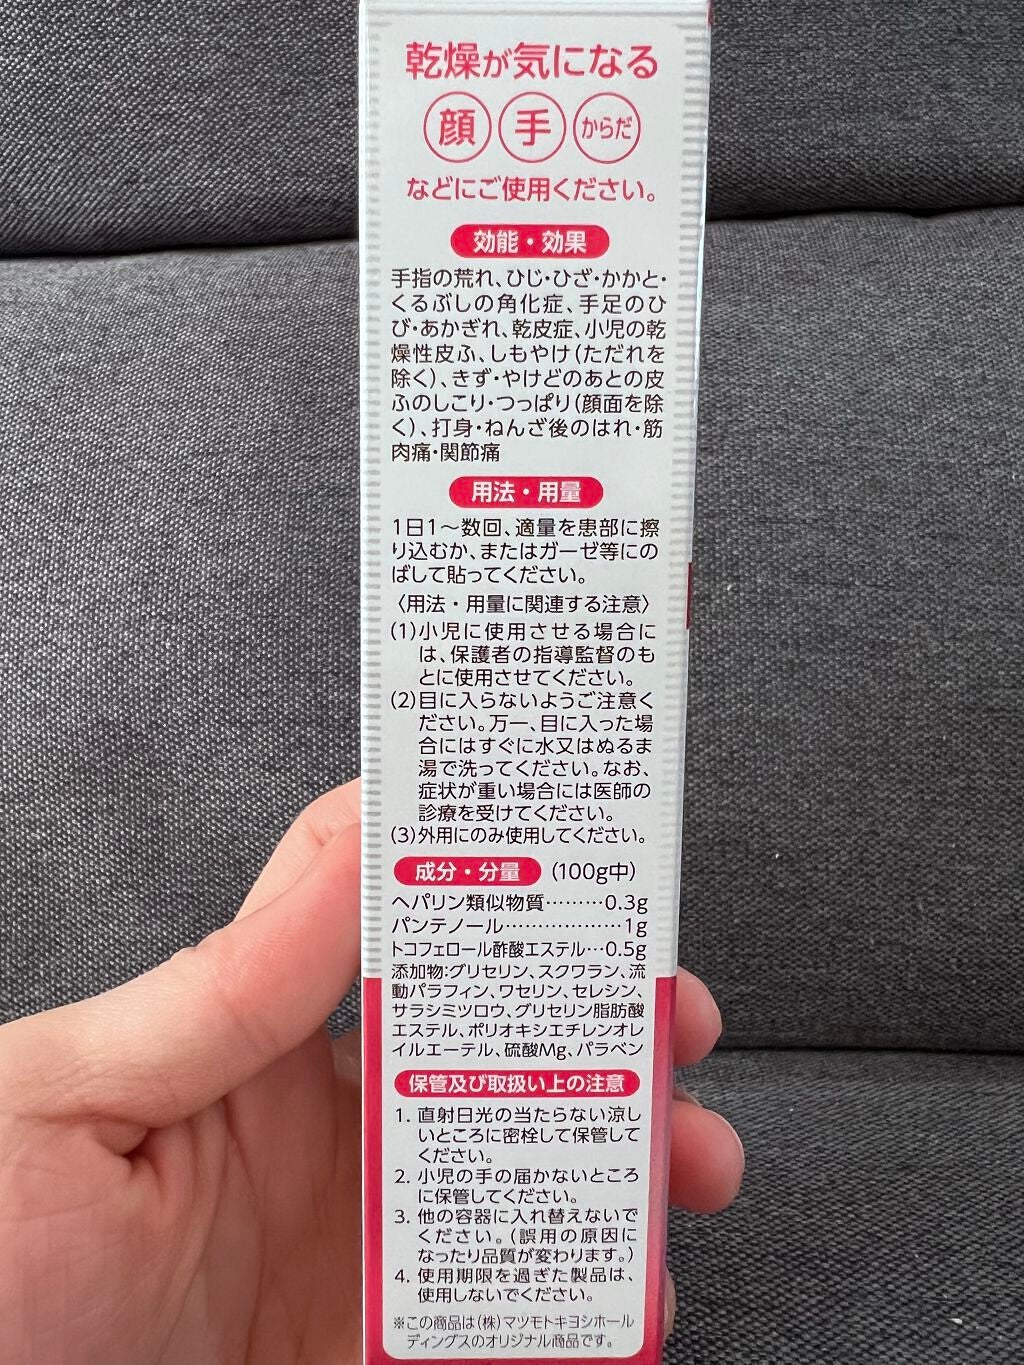 乾燥が気になる
顔 手 からだ
などにご使用ください。
効能・効果
手指の荒れ、ひじ・ひざ・かかと・
くるぶしの角化症、手足のひ
び・あかぎれ、乾皮症、小児の乾
燥性皮ふ、しもやけ(ただれを
除く)、きず・やけどのあとの皮
ふのしこり・つっぱり(顔面を除
く)、打身・ねんざ後のはれ・筋
肉痛・関節痛
用法・用量
1日1～数回、適量を患部に擦
り込むか、またはガーゼ等にの
ばして貼ってください。
〈用法・用量に関連する注意〉
(1)小児に使用させる場合に
は、保護者の指導監督のも
とに使用させてください。
(2)目に入らないようご注意く
ださい。万一、目に入った場
合にはすぐに水又はぬるま
湯で洗ってください。なお、
症状が重い場合には医師の
診療を受けてください。
(3)外用にのみ使用してください。
成分・分量 (100g中)
ヘパリン類似物質………0.3g
パンテノール………………1g
トコフェロール酢酸エステル…0.5g
添加物:グリセリン、スクワラン、流
動パラフィン、ワセリン、セレシン、
サラシミツロウ、グリセリン脂肪酸
エステル、ポリオキシエチレンオレ
イルエーテル、硫酸Mg、パラベン
保管及び取扱い上の注意
1. 直射日光の当たらない涼し
いところに密栓して保管して
ください。
2. 小児の手の届かないところ
に保管してください。
3. 他の容器に入れ替えないで
ください。(誤用の原因に
なったり品質が変わります。)
4. 使用期限を過ぎた製品は、
使用しないでください。
※この商品は(株)マツモトキヨシホール
ディングスのオリジナル商品です。